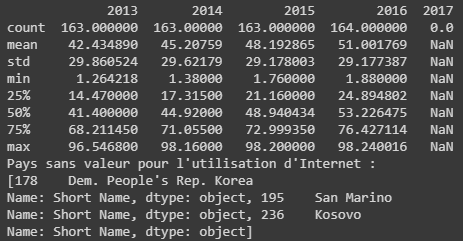 2013 2014 2015 2016 2017
count 163.000000 163.00000 163.000000 164.000000 0.0
mean 42.434890 45.20759 48.192865 51.001769 NaN
std 29.860524 29.62179 29.178003 29.177387 NaN
min 1.264218 1.38000 1.760000 1.880000 NaN
25% 14.470000 17.31500 21.160000 24.894802 NaN
50% 41.400000 44.92000 48.940434 53.226475 NaN
75% 68.211450 71.05500 72.999350 76.427114 NaN
max 96.546800 98.16000 98.200000 98.240016 NaN
Pays sans valeur pour l'utilisation d'Internet :
[178 Dem. People's Rep. Korea
Name: Short Name, dtype: object, 195 San Marino
Name: Short Name, dtype: object, 236 Kosovo
Name: Short Name, dtype: object]